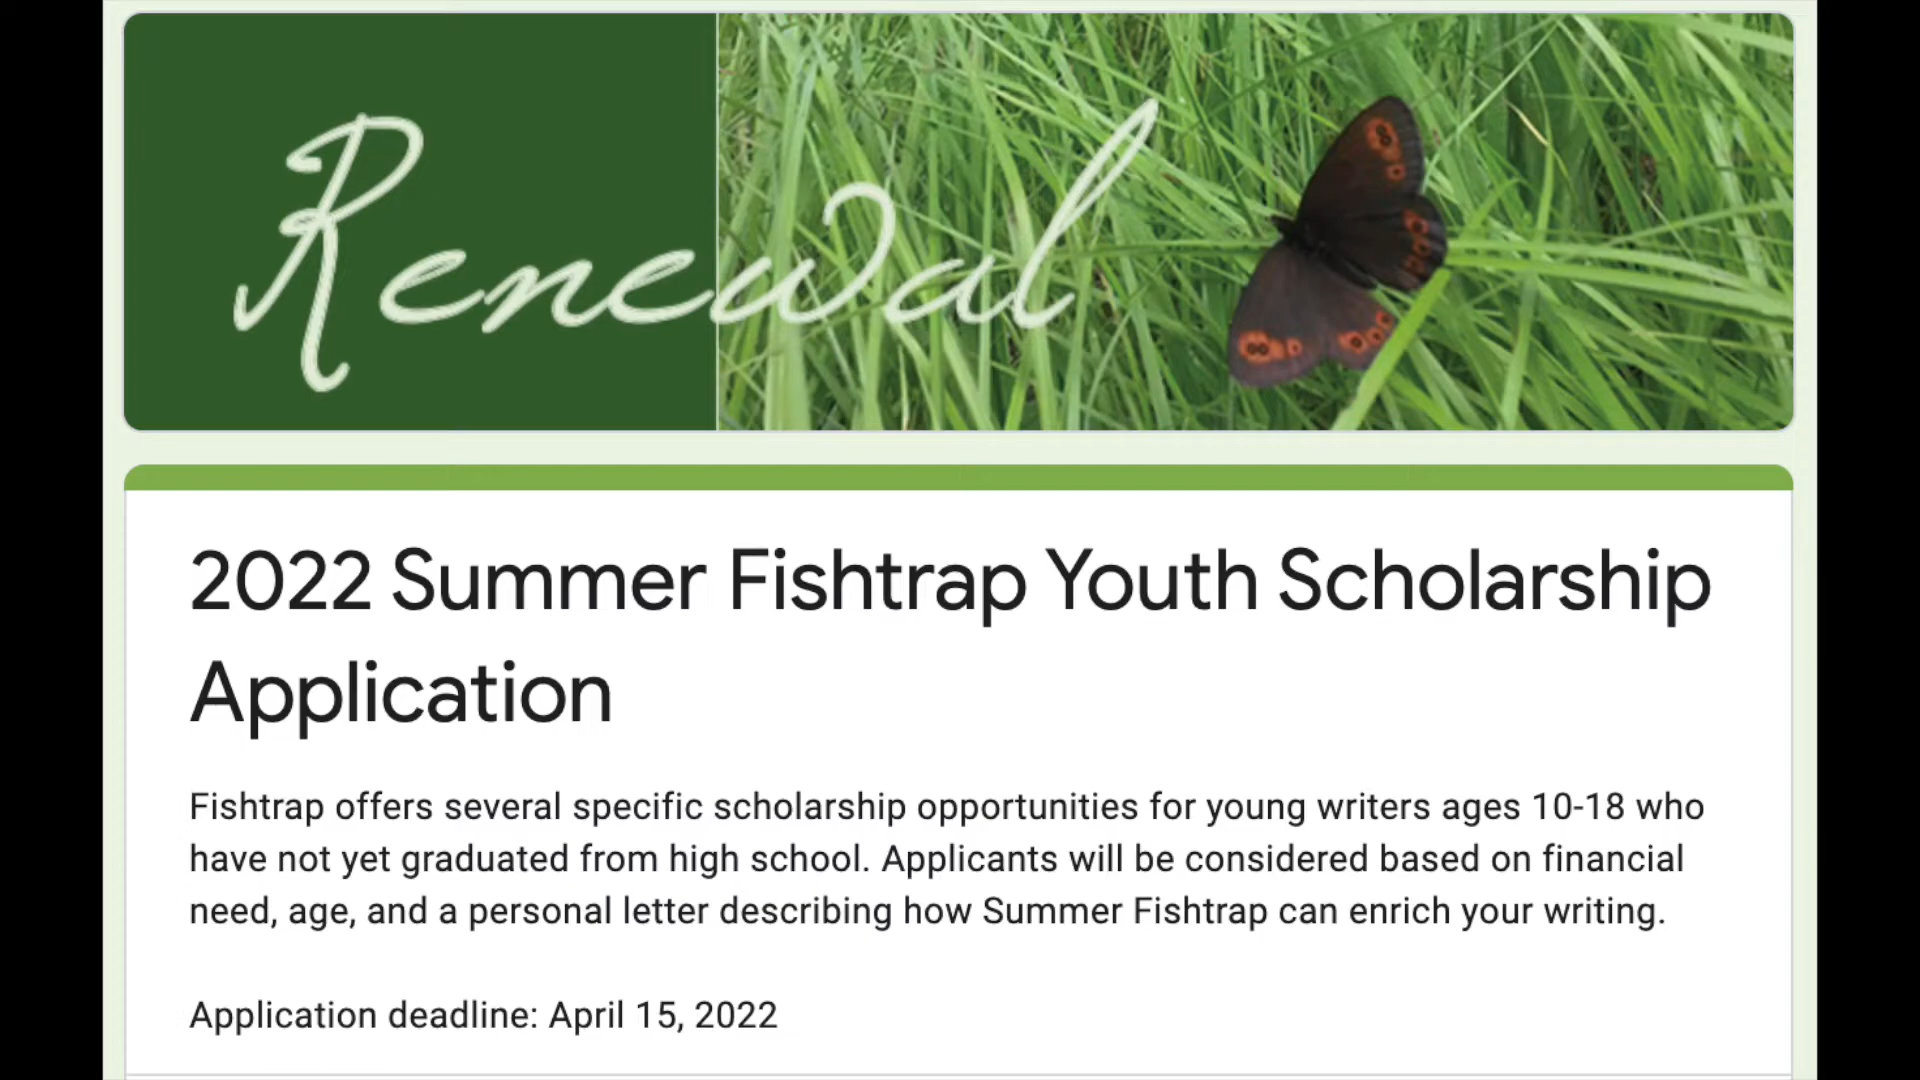 Renewal
2022 Summer Fishtrap Youth Scholarship
Application
Fishtrap offers several specific scholarship opportunities for young writers ages 10-18 who
have not yet graduated from high school. Applicants will be considered based on financial
need, age, and a personal letter describing how Summer Fishtrap can enrich your writing.
Application deadline: April 15, 2022